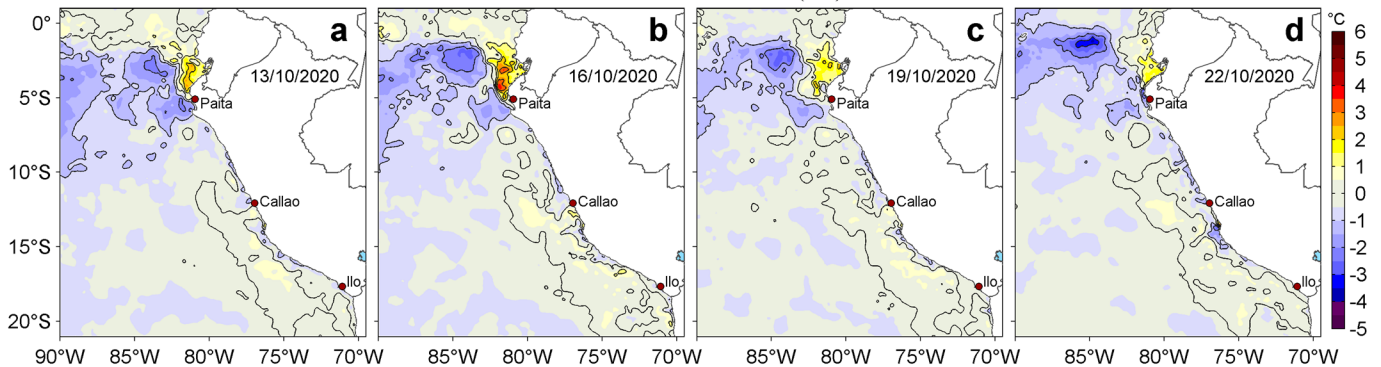 a b c d
°C
0° 13/10/2020 16/10/2020 19/10/2020 22/10/2020 6
5°S Paita Paita Paita Paita 5
10°S 4
15°S Callao Callao Callao Callao 3
20°S Ilo Ilo Ilo Ilo 2
1
0
-1
-2
-3
-4
-5
90°W 85°W 80°W 75°W 70°W 85°W 80°W 75°W 70°W 85°W 80°W 75°W 70°W 85°W 80°W 75°W 70°W